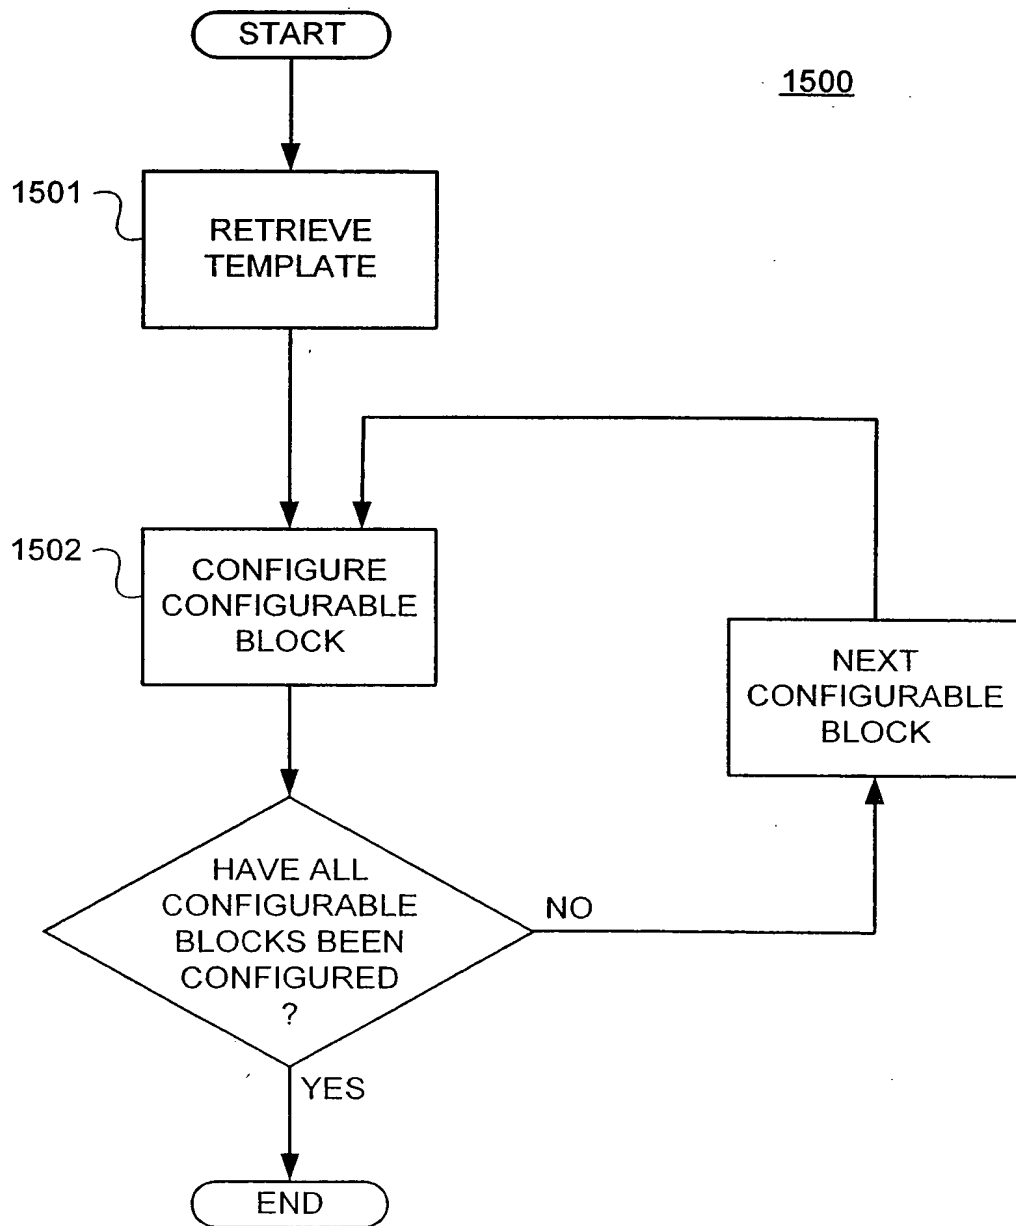 START
1500
1501
RETRIEVE
TEMPLATE
1502
CONFIGURE
CONFIGURABLE
BLOCK
NEXT
CONFIGURABLE
BLOCK
HAVE ALL
CONFIGURABLE
BLOCKS BEEN
CONFIGURED
?
NO
YES
END